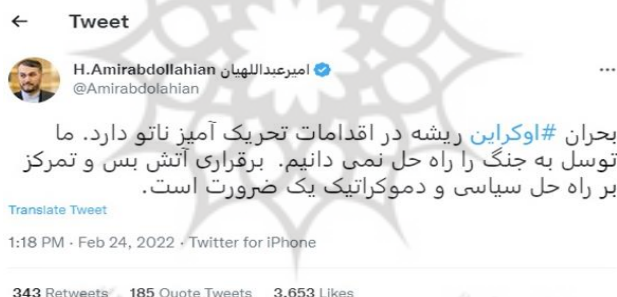 ← Tweet
H.Amirabdollahian امیرعبداللهیان
@Amirabdolahian
بحران #اوکراین ریشه در اقدامات تحریک آمیز ناتو دارد. ما
توسل به جنگ را راه حل نمی دانیم. برقراری آتش بس و تمرکز
بر راه حل سیاسی و دموکراتیک یک ضرورت است.
Translate Tweet
1:18 PM · Feb 24, 2022 · Twitter for iPhone
343 Retweets 185 Quote Tweets 3,653 Likes